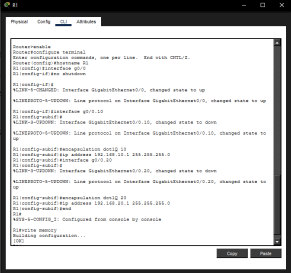 R1
Physical Config CLI Attributes
Router>enable
Router#configure terminal
Enter configuration commands, one per line. End with CNTL/Z.
Router(config)#hostname R1
R1(config)#interface g0/0
R1(config-if)#no shutdown
R1(config-if)#
%LINK-5-CHANGED: Interface GigabitEthernet0/0, changed state to up
%LINEPROTO-5-UPDOWN: Line protocol on Interface GigabitEthernet0/0, changed state to up
R1(config-if)#interface g0/0.10
R1(config-subif)#
%LINK-3-UPDOWN: Interface GigabitEthernet0/0.10, changed state to down
%LINEPROTO-5-UPDOWN: Line protocol on Interface GigabitEthernet0/0.10, changed state to
up
R1(config-subif)#encapsulation dot1Q 10
R1(config-subif)#ip address 192.168.10.1 255.255.255.0
R1(config-subif)#interface g0/0.20
R1(config-subif)#
%LINK-3-UPDOWN: Interface GigabitEthernet0/0.20, changed state to down
%LINEPROTO-5-UPDOWN: Line protocol on Interface GigabitEthernet0/0.20, changed state to
up
R1(config-subif)#encapsulation dot1Q 20
R1(config-subif)#ip address 192.168.20.1 255.255.255.0
R1(config-subif)#end
R1#
%SYS-5-CONFIG_I: Configured from console by console
R1#write memory
Building configuration...
[OK]
Copy Paste